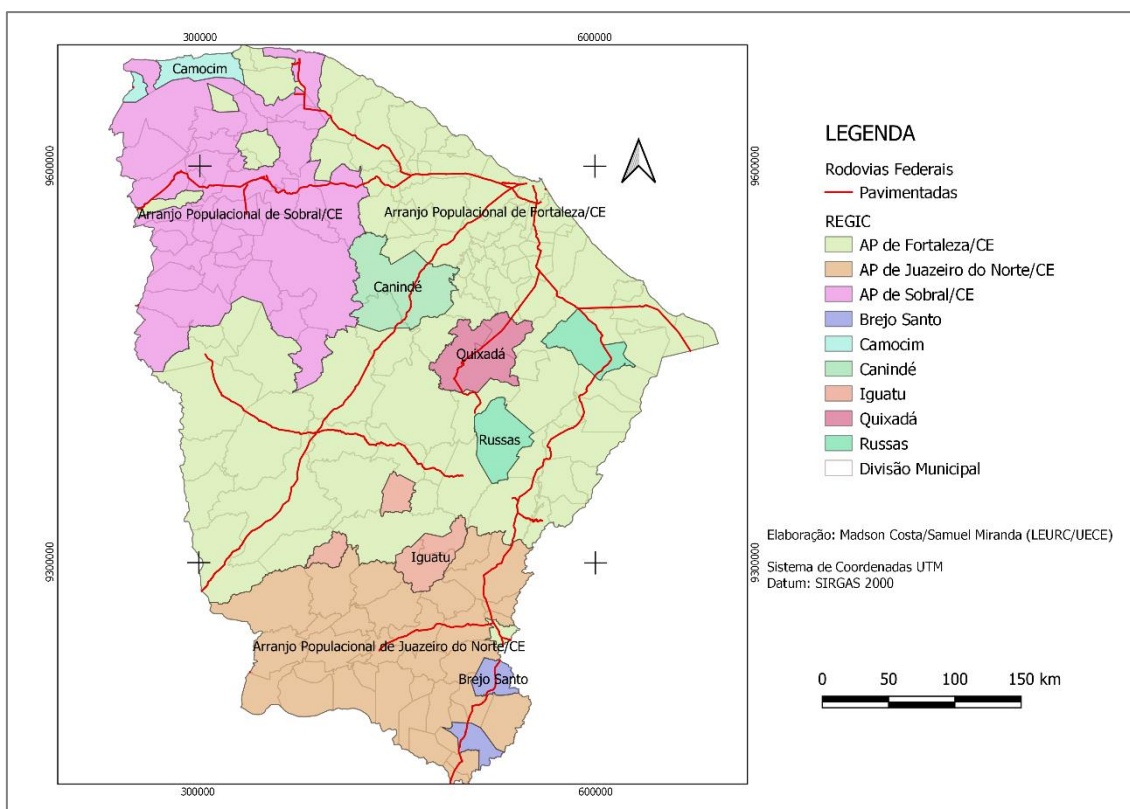 300000
600000
9600000
9600000
Camocim
Arranjo Populacional de Sobral/CE
Arranjo Populacional de Fortaleza/CE
Canindé
Quixadá
Russas
9300000
9300000
Iguatu
Arranjo Populacional de Juazeiro do Norte/CE
Brejo Santo
300000
600000
LEGENDA
Rodovias Federais
Pavimentadas
REGIC
AP de Fortaleza/CE
AP de Juazeiro do Norte/CE
AP de Sobral/CE
Brejo Santo
Camocim
Canindé
Iguatu
Quixadá
Russas
Divisão Municipal
Elaboração: Madson Costa/Samuel Miranda (LEURC/UECE)
Sistema de Coordenadas UTM
Datum: SIRGAS 2000
0 50 100 150 km